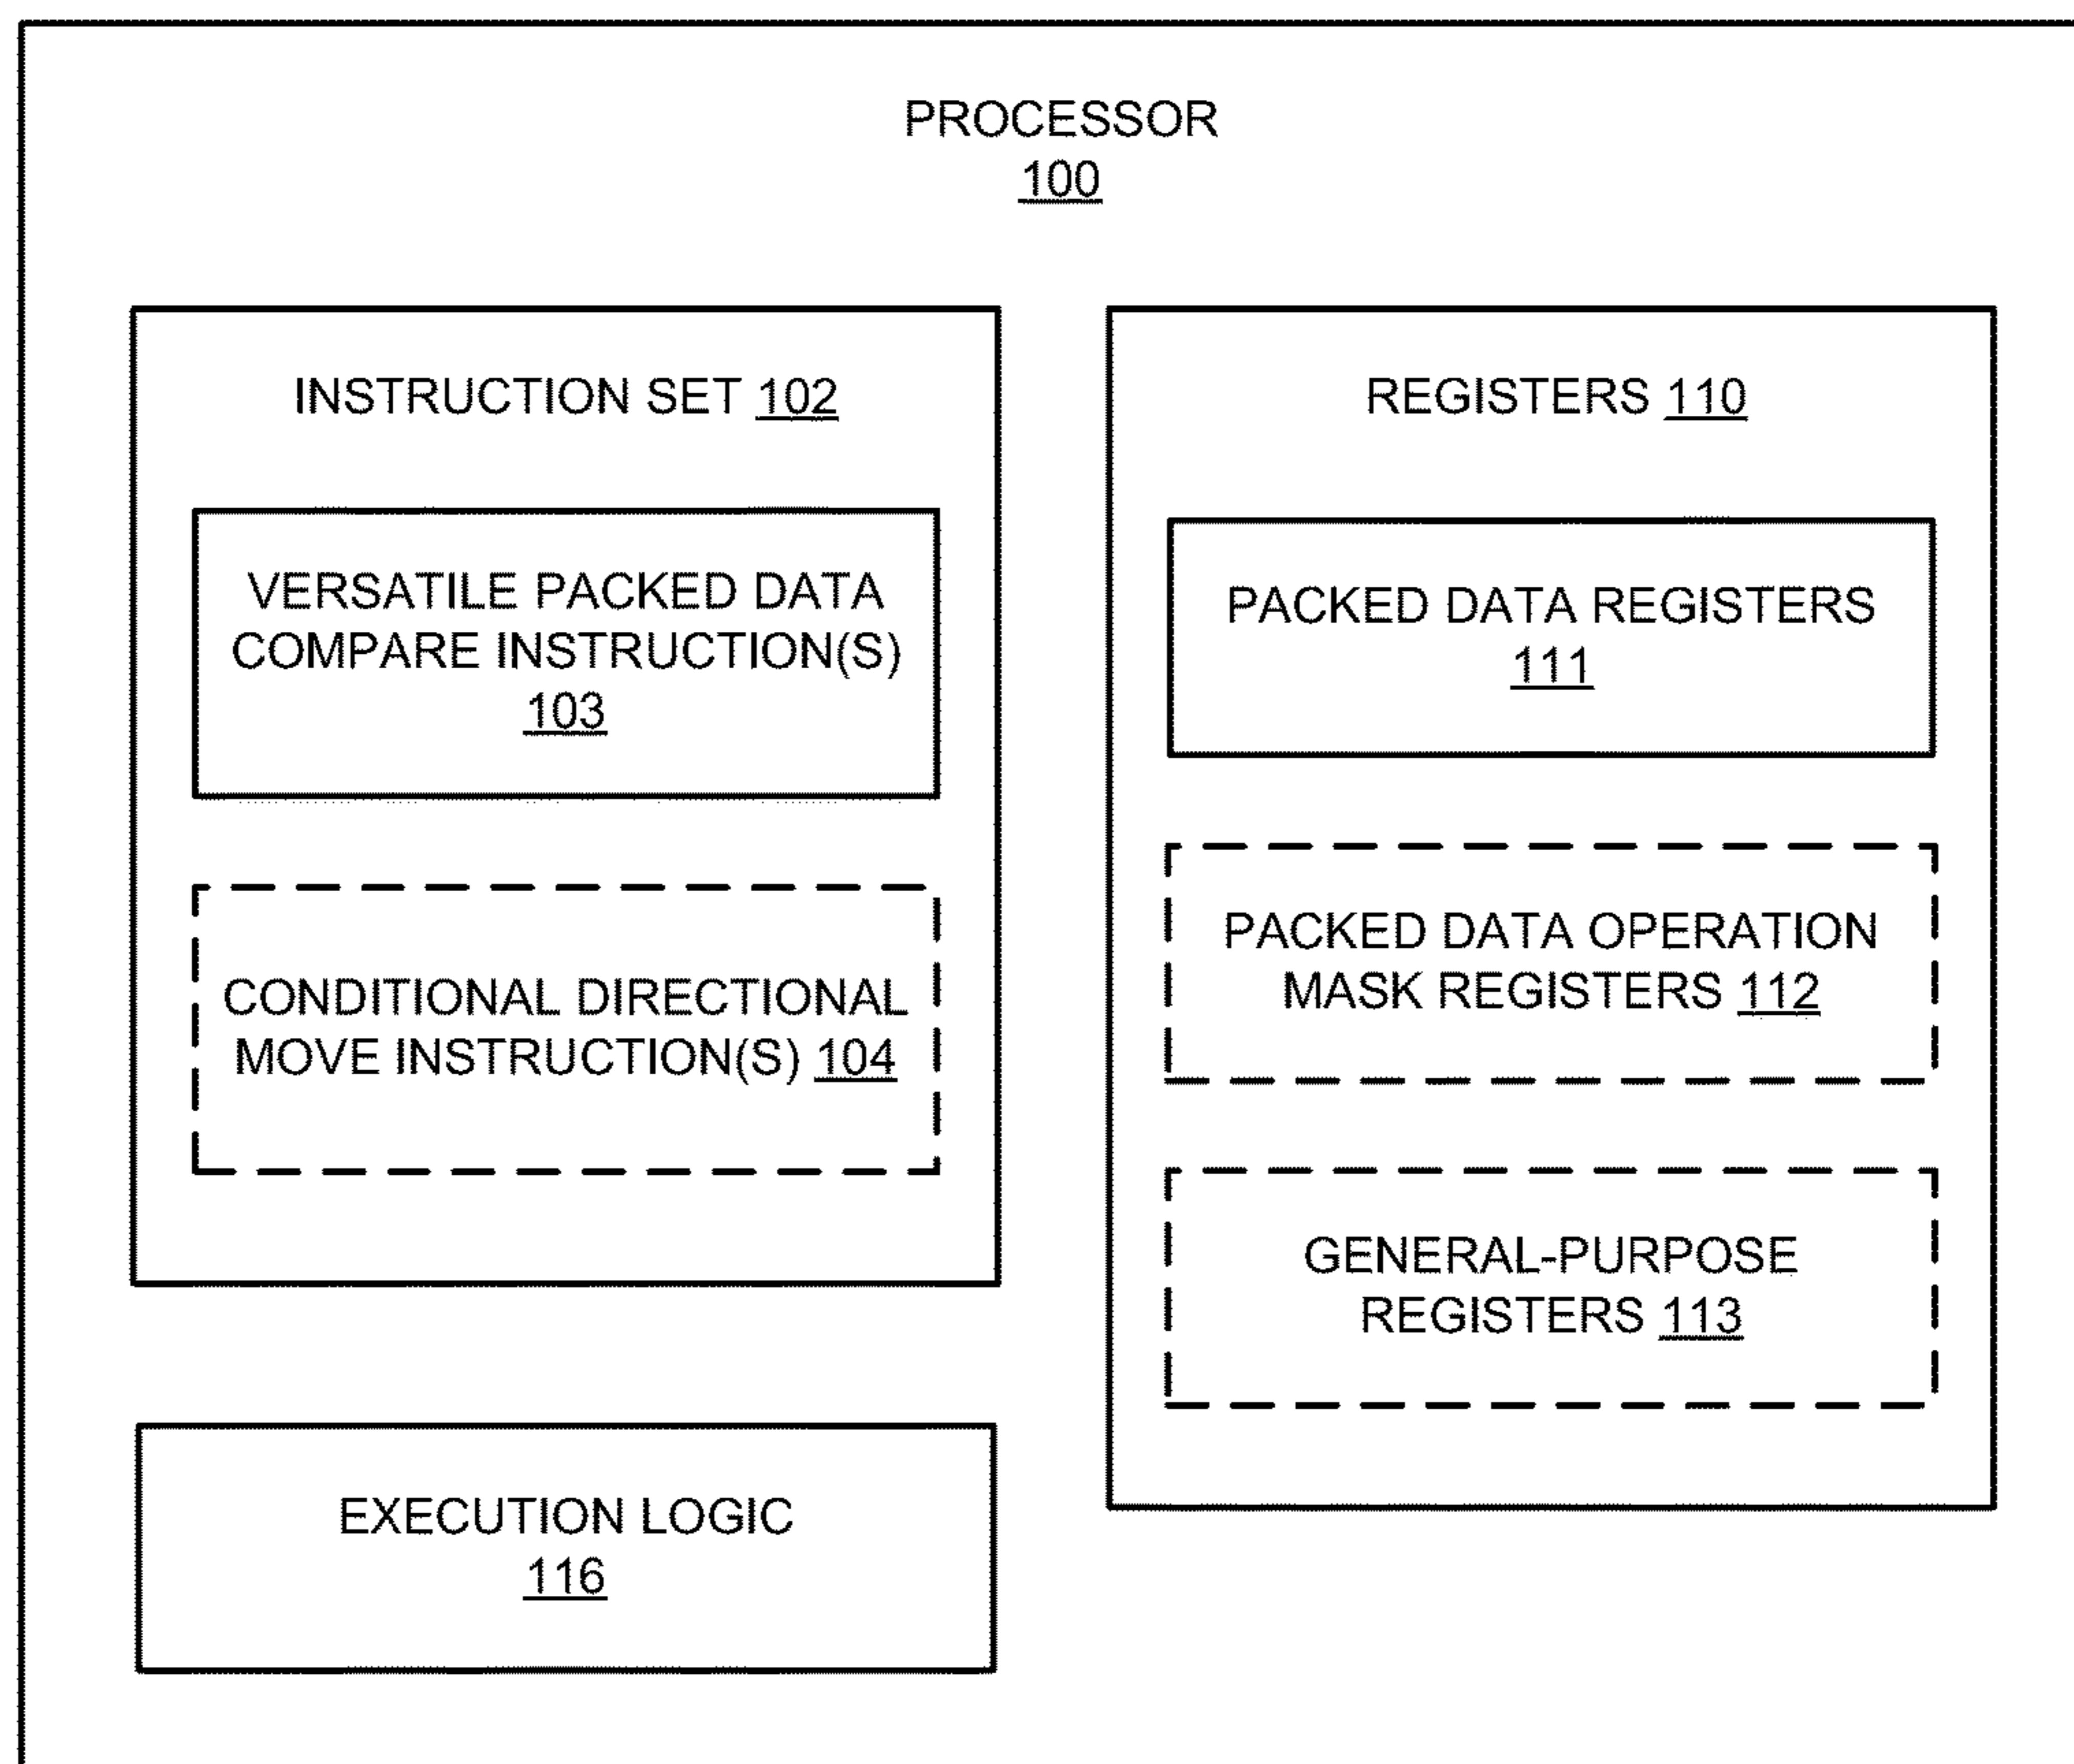 PROCESSOR
100
INSTRUCTION SET 102
VERSATILE PACKED DATA
COMPARE INSTRUCTION(S)
103
CONDITIONAL DIRECTIONAL
MOVE INSTRUCTION(S) 104
EXECUTION LOGIC
116
REGISTERS 110
PACKED DATA REGISTERS
111
PACKED DATA OPERATION
MASK REGISTERS 112
GENERAL-PURPOSE
REGISTERS 113